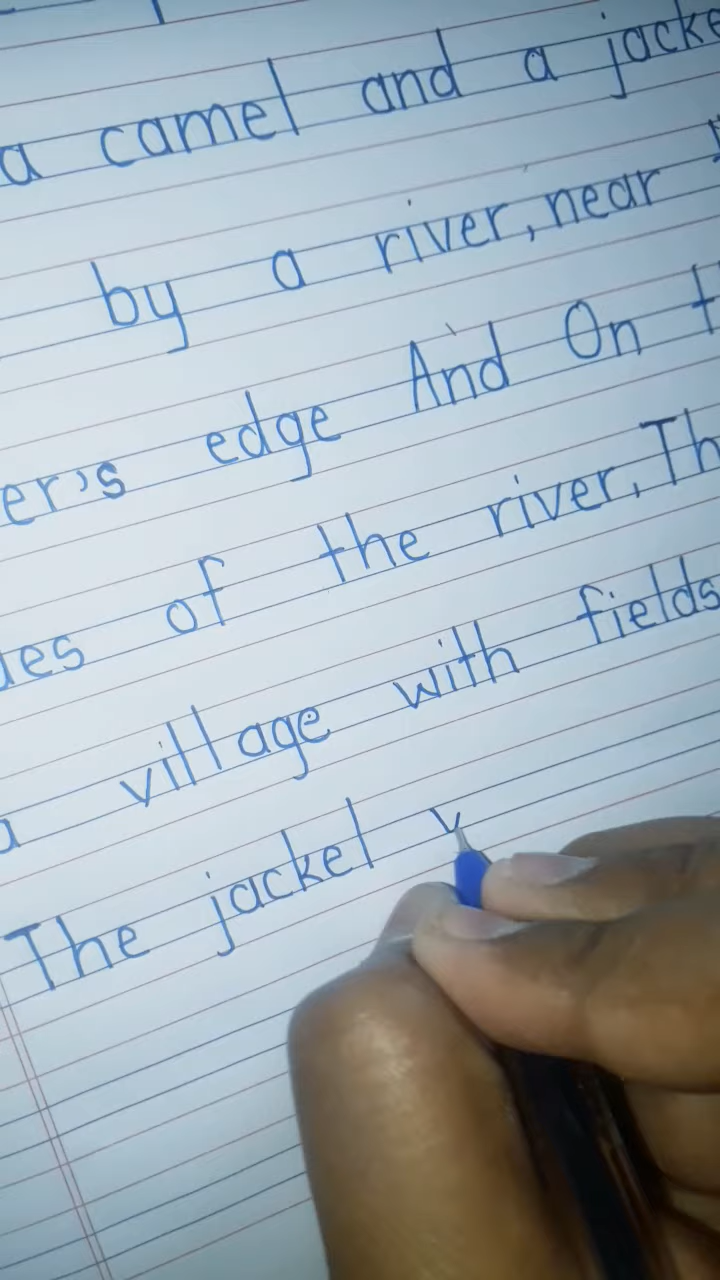 a camel and a jacke
by a river, near
er's edge And On t
des of the river, Th
a village with fields
The jackel